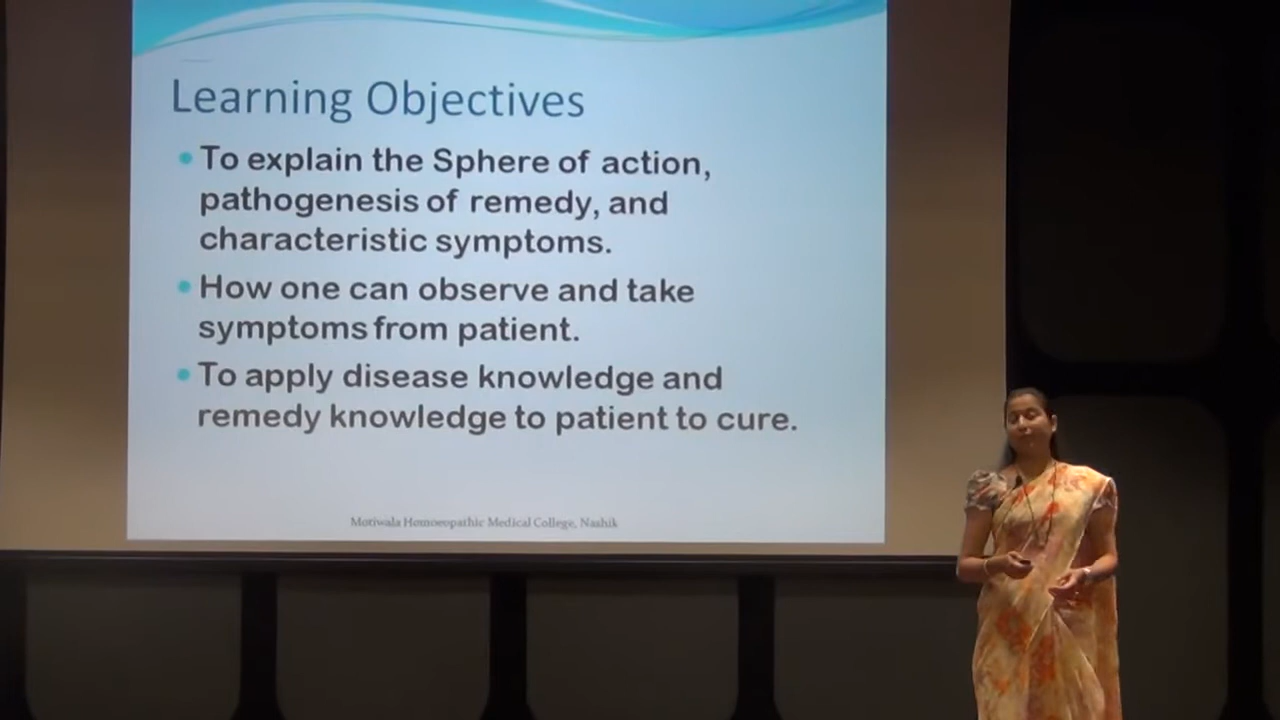 Learning Objectives
To explain the Sphere of action,
pathogenesis of remedy, and
characteristic symptoms.
How one can observe and take
symptoms from patient.
To apply disease knowledge and
remedy knowledge to patient to cure.
Motiwala Homoeopathic Medical College, Nashik